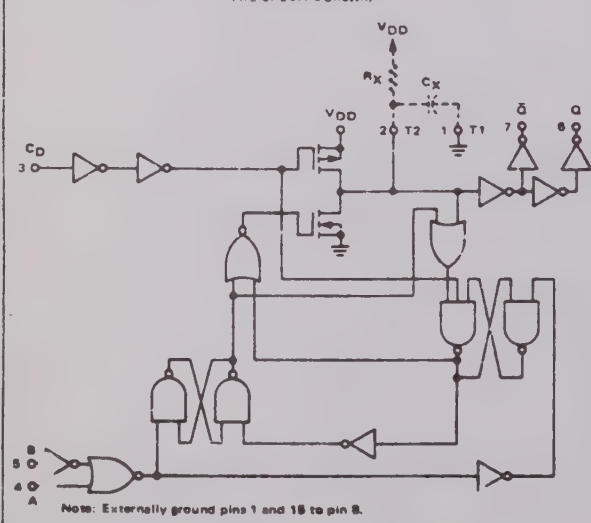 VDD
RX
CX
VDD
2 T2
1 T1
Q̄
7
Q
6
CD
3
B
5
4
A
Note: Externally ground pins 1 and 15 to pin 8.